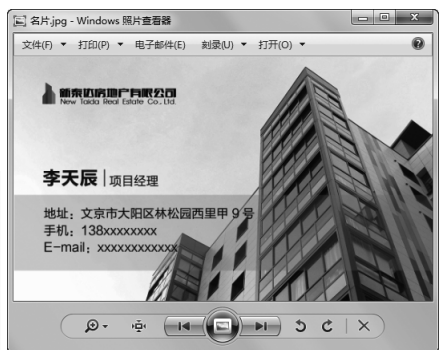 名片.jpg - Windows 照片查看器
文件(F) 打印(P) 电子邮件(E) 刻录(U) 打开(O)
新泰达房地产有限公司
New Taida Real Estate Co., Ltd.
李天辰 | 项目经理
地址：文京市大阳区林松园西里甲9号
手机：138xxxxxxxx
E-mail：xxxxxxxxxxxx